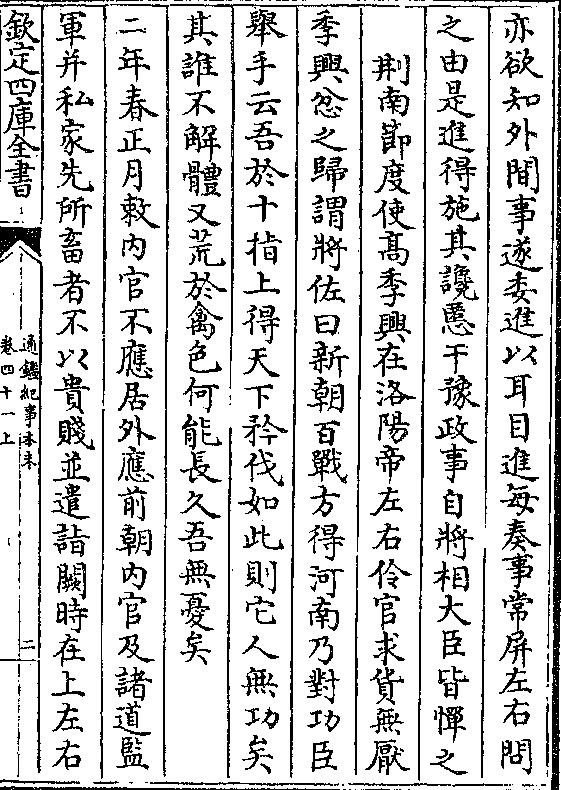 亦欲知外間事遂委進以耳目進每奏事常屏左右問
之由是進得施其讒慝干豫政事自將相大臣皆憚之
荆南節度使髙季興在洛陽帝左右伶官求貨無厭
季興忿之歸謂將佐曰新朝百戰方得河南乃對功臣
舉手云吾於十指上得天下矜伐如此則它人無功矣
其誰不解體又荒於禽色何能長久吾無憂矣
二年春正月敕内官不應居外應前朝内官及諸道監
軍并私家先所畜者不以貴賤並遣詣闕時在上左右
欽定四庫全書
通鑑紀事本末
卷四十一上
二